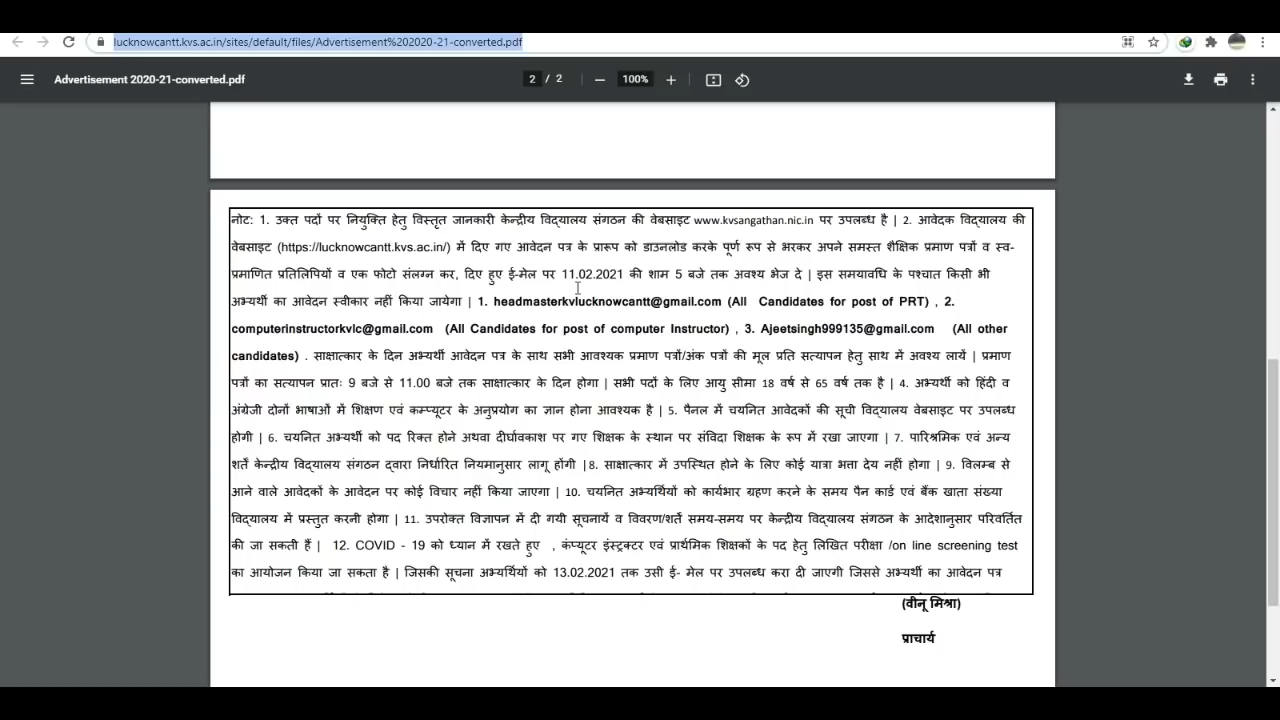 lucknowcantt.kvs.ac.in/sites/default/files/Advertisement%202020-21-converted.pdf
Advertisement 2020-21-converted.pdf
2 / 2
100%
नोट: 1. उक्त पदों पर नियुक्ति हेतु विस्तृत जानकारी केन्द्रीय विद्यालय संगठन की वेबसाइट www.kvsangathan.nic.in पर उपलब्ध है | 2. आवेदक विद्यालय की
वेबसाइट (https://lucknowcantt.kvs.ac.in/) में दिए गए आवेदन पत्र के प्रारूप को डाउनलोड करके पूर्ण रूप से भरकर अपने समस्त शैक्षिक प्रमाण पत्रों व स्व-
प्रमाणित प्रतिलिपियों व एक फोटो संलग्न कर, दिए हुए ई-मेल पर 11.02.2021 की शाम 5 बजे तक अवश्य भेज दे | इस समयावधि के पश्चात किसी भी
अभ्यर्थी का आवेदन स्वीकार नहीं किया जायेगा | 1. headmasterkvlucknowcantt@gmail.com (All Candidates for post of PRT) , 2.
computerinstructorkvlc@gmail.com (All Candidates for post of computer Instructor) , 3. Ajeetsingh999135@gmail.com (All other
candidates) . साक्षात्कार के दिन अभ्यर्थी आवेदन पत्र के साथ सभी आवश्यक प्रमाण पत्रों/अंक पत्रों की मूल प्रति सत्यापन हेतु साथ में अवश्य लायें | प्रमाण
पत्रों का सत्यापन प्रातः 9 बजे से 11.00 बजे तक साक्षात्कार के दिन होगा | सभी पदों के लिए आयु सीमा 18 वर्ष से 65 वर्ष तक है | 4. अभ्यर्थी को हिंदी व
अंग्रेजी दोनों भाषाओं में शिक्षण एवं कम्प्यूटर के अनुप्रयोग का ज्ञान होना आवश्यक है | 5. पैनल में चयनित आवेदकों की सूची विद्यालय वेबसाइट पर उपलब्ध
होगी | 6. चयनित अभ्यर्थी को पद रिक्त होने अथवा दीर्घावकाश पर गए शिक्षक के स्थान पर संविदा शिक्षक के रूप में रखा जाएगा | 7. पारिश्रमिक एवं अन्य
शर्ते केन्द्रीय विद्यालय संगठन द्वारा निर्धारित नियमानुसार लागू होंगी |8. साक्षात्कार में उपस्थित होने के लिए कोई यात्रा भत्ता देय नहीं होगा | 9. विलम्ब से
आने वाले आवेदकों के आवेदन पर कोई विचार नहीं किया जाएगा | 10. चयनित अभ्यर्थियों को कार्यभार ग्रहण करने के समय पैन कार्ड एवं बैंक खाता संख्या
विद्यालय में प्रस्तुत करनी होगा | 11. उपरोक्त विज्ञापन में दी गयी सूचनायें व विवरण/शर्ते समय-समय पर केन्द्रीय विद्यालय संगठन के आदेशानुसार परिवर्तित
की जा सकती हैं | 12. COVID - 19 को ध्यान में रखते हुए , कंप्यूटर इंस्ट्रक्टर एवं प्राथमिक शिक्षकों के पद हेतु लिखित परीक्षा /on line screening test
का आयोजन किया जा सकता है | जिसकी सूचना अभ्यर्थियों को 13.02.2021 तक उसी ई- मेल पर उपलब्ध करा दी जाएगी जिससे अभ्यर्थी का आवेदन पत्र
(वीनू मिश्रा)
प्राचार्य